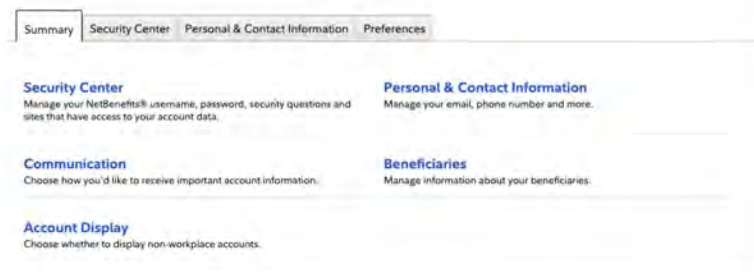 Summary
Security Center
Personal & Contact Information
Preferences
Security Center
Manage your NetBenefits® username, password, security questions and
sites that have access to your account data.
Personal & Contact Information
Manage your email, phone number and more.
Communication
Choose how you'd like to receive important account information.
Beneficiaries
Manage information about your beneficiaries.
Account Display
Choose whether to display non-workplace accounts.